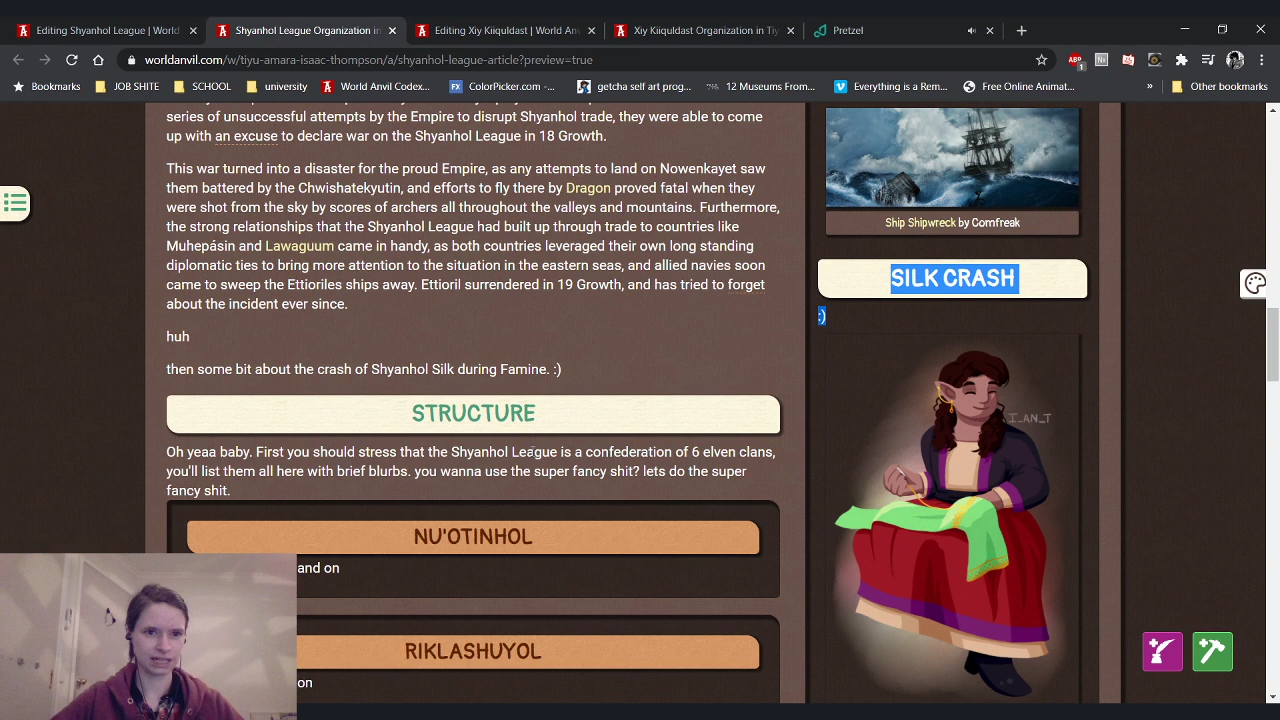 Editing Shyanhol League | World
Shyanhol League Organization in
Editing Xiy Kiiquldast | World Anv
Xiy Kiiquldast Organization in Tiy
Pretzel
worldanvil.com/w/tiyu-amara-isaac-thompson/a/shyanhol-league-article?preview=true
Bookmarks
JOB SHITE
SCHOOL
university
World Anvil Codex...
ColorPicker.com -...
getcha self art prog...
12 Museums From...
Everything is a Rem...
Free Online Animat...
»
Other bookmarks
series of unsuccessful attempts by the Empire to disrupt Shyanhol trade, they were able to come
up with an excuse to declare war on the Shyanhol League in 18 Growth.
This war turned into a disaster for the proud Empire, as any attempts to land on Nowenkayet saw
them battered by the Chwishatekyutin, and efforts to fly there by Dragon proved fatal when they
were shot from the sky by scores of archers all throughout the valleys and mountains. Furthermore,
the strong relationships that the Shyanhol League had built up through trade to countries like
Muhepásin and Lawaguum came in handy, as both countries leveraged their own long standing
diplomatic ties to bring more attention to the situation in the eastern seas, and allied navies soon
came to sweep the Ettioriles ships away. Ettioril surrendered in 19 Growth, and has tried to forget
about the incident ever since.
huh
then some bit about the crash of Shyanhol Silk during Famine. :)
STRUCTURE
Oh yeaa baby. First you should stress that the Shyanhol League is a confederation of 6 elven clans,
you'll list them all here with brief blurbs. you wanna use the super fancy shit? lets do the super
fancy shit.
NU'OTINHOL
and on
RIKLASHUYOL
on
Ship Shipwreck by Comfreak
SILK CRASH
:)
I_AN_T